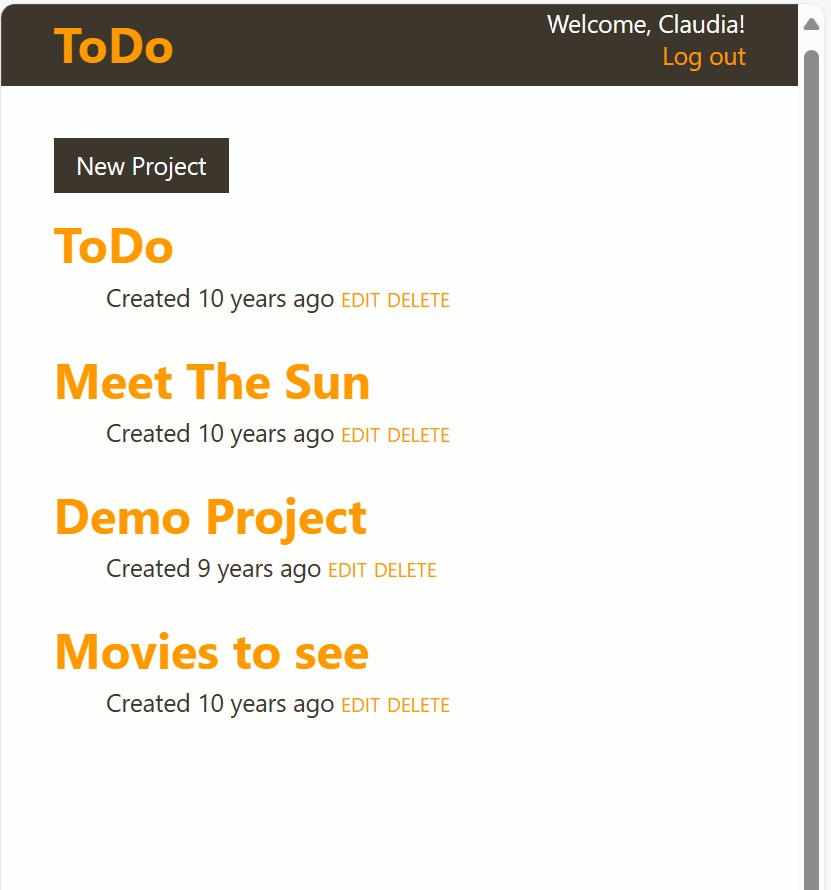 ToDo
Welcome, Claudia!
Log out
New Project
ToDo
Created 10 years ago EDIT DELETE
Meet The Sun
Created 10 years ago EDIT DELETE
Demo Project
Created 9 years ago EDIT DELETE
Movies to see
Created 10 years ago EDIT DELETE